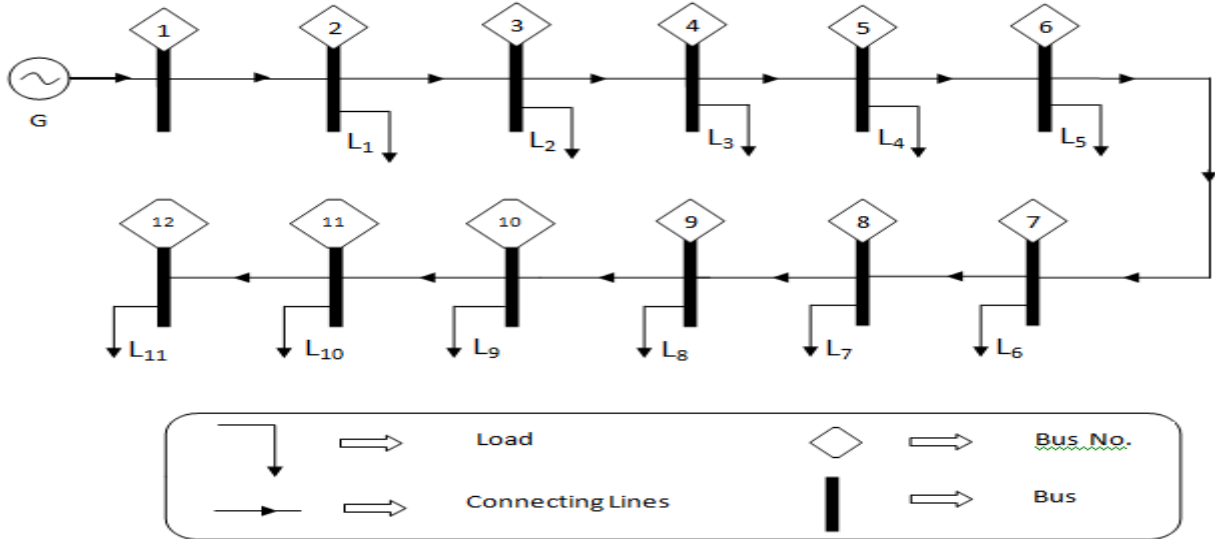 1 2 3 4 5 6
G
L₁ L₂ L₃ L₄ L₅
12 11 10 9 8 7
L₁₁ L₁₀ L₉ L₈ L₇ L₆
Load Bus No.
Connecting Lines Bus